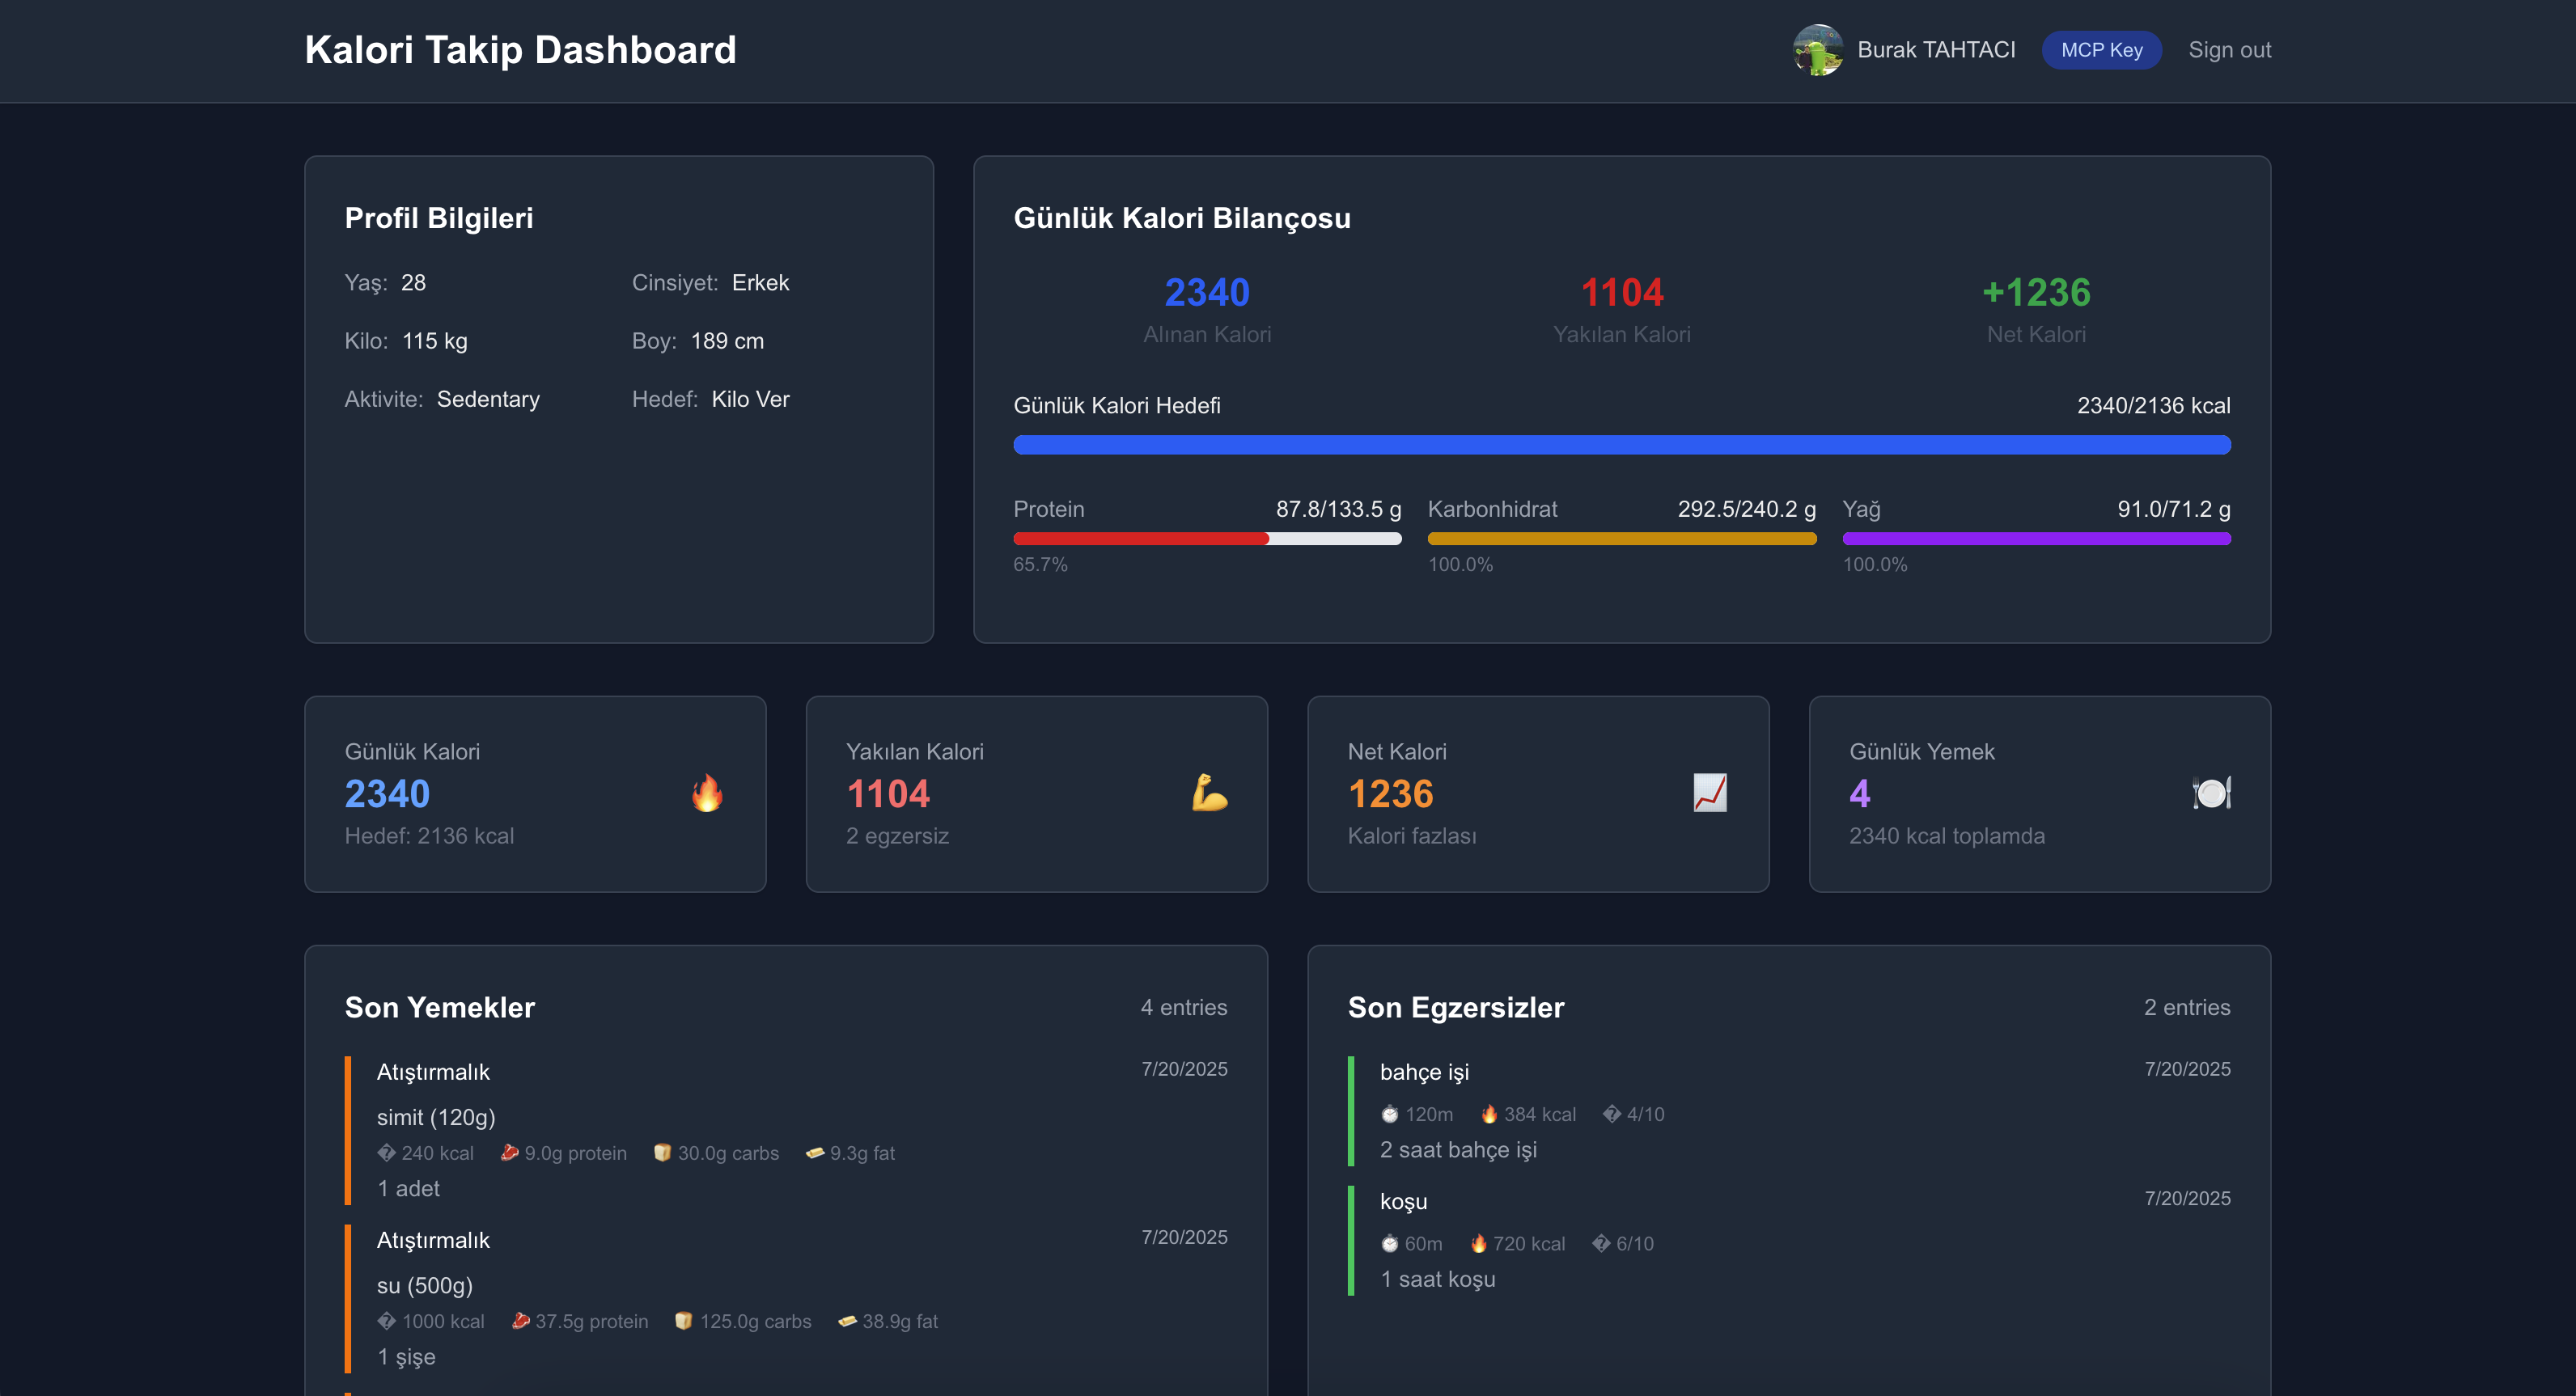 Kalori Takip Dashboard
Burak TAHTACI
MCP Key
Sign out
Profil Bilgileri
Yaş: 28
Cinsiyet: Erkek
Kilo: 115 kg
Boy: 189 cm
Aktivite: Sedentary
Hedef: Kilo Ver
Günlük Kalori Bilançosu
2340
Alınan Kalori
1104
Yakılan Kalori
+1236
Net Kalori
Günlük Kalori Hedefi
2340/2136 kcal
Protein 87.8/133.5 g
65.7%
Karbonhidrat 292.5/240.2 g
100.0%
Yağ 91.0/71.2 g
100.0%
Günlük Kalori
2340
Hedef: 2136 kcal
Yakılan Kalori
1104
2 egzersiz
Net Kalori
1236
Kalori fazlası
Günlük Yemek
4
2340 kcal toplamda
Son Yemekler
4 entries
Atıştırmalık
7/20/2025
simit (120g)
� 240 kcal 🥩 9.0g protein 🍞 30.0g carbs 🧈 9.3g fat
1 adet
Atıştırmalık
7/20/2025
su (500g)
� 1000 kcal 🥩 37.5g protein 🍞 125.0g carbs 🧈 38.9g fat
1 şişe
Son Egzersizler
2 entries
bahçe işi
7/20/2025
⏱️ 120m 🔥 384 kcal � 4/10
2 saat bahçe işi
koşu
7/20/2025
⏱️ 60m 🔥 720 kcal � 6/10
1 saat koşu